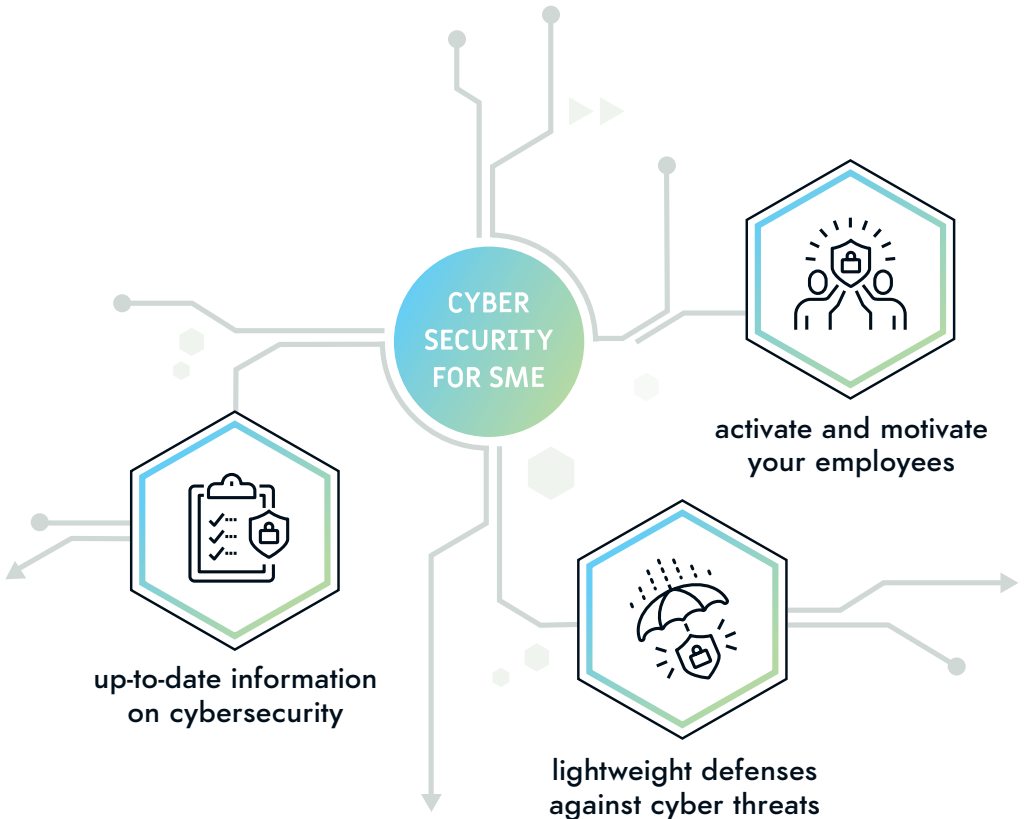 CYBER
SECURITY
FOR SME
activate and motivate
your employees
up-to-date information
on cybersecurity
lightweight defenses
against cyber threats